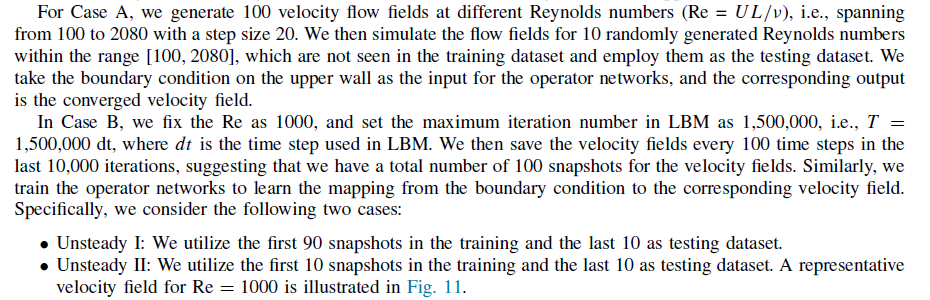 For Case A, we generate 100 velocity flow fields at different Reynolds numbers (Re = UL/ν), i.e., spanning
from 100 to 2080 with a step size 20. We then simulate the flow fields for 10 randomly generated Reynolds numbers
within the range [100, 2080], which are not seen in the training dataset and employ them as the testing dataset. We
take the boundary condition on the upper wall as the input for the operator networks, and the corresponding output
is the converged velocity field.
In Case B, we fix the Re as 1000, and set the maximum iteration number in LBM as 1,500,000, i.e., T =
1,500,000 dt, where dt is the time step used in LBM. We then save the velocity fields every 100 time steps in the
last 10,000 iterations, suggesting that we have a total number of 100 snapshots for the velocity fields. Similarly, we
train the operator networks to learn the mapping from the boundary condition to the corresponding velocity field.
Specifically, we consider the following two cases:
• Unsteady I: We utilize the first 90 snapshots in the training and the last 10 as testing dataset.
• Unsteady II: We utilize the first 10 snapshots in the training and the last 10 as testing dataset. A representative
velocity field for Re = 1000 is illustrated in Fig. 11.